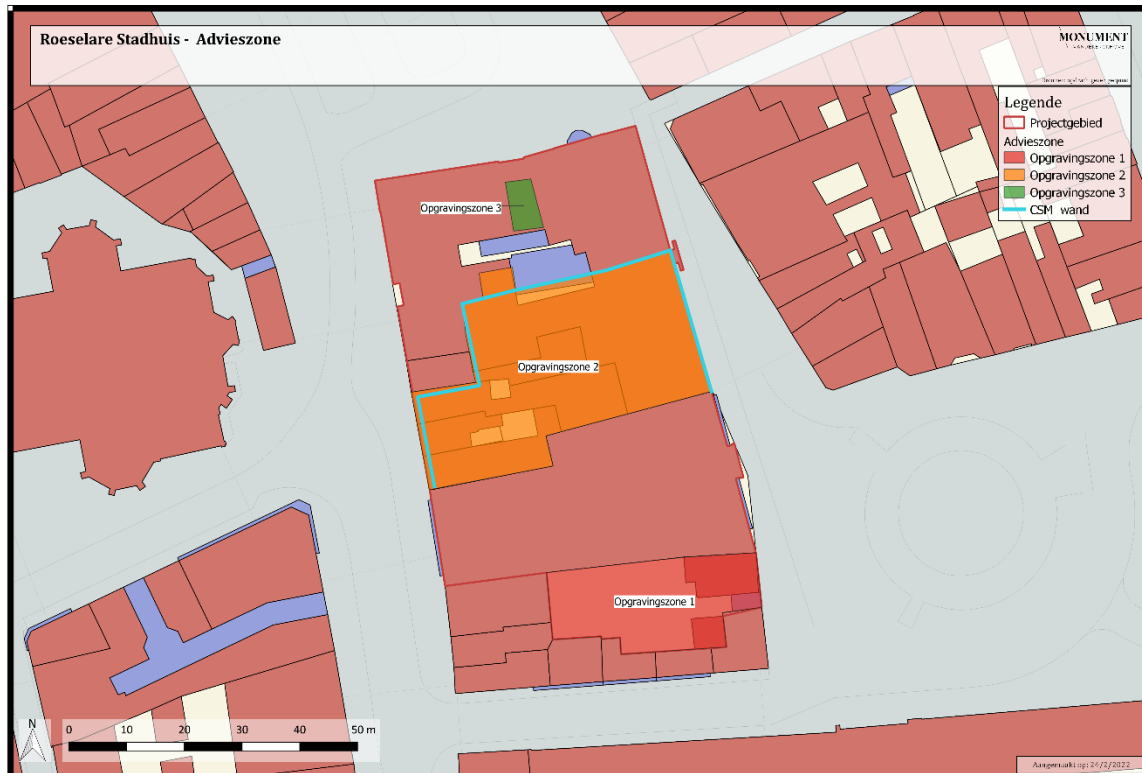 Roeselare Stadhuis - Advieszone
MONUMENT
Legende
Projectgebied
Advieszone
Opgravingszone 1
Opgravingszone 2
Opgravingszone 3
CSM wand
Opgravingszone 3
Opgravingszone 2
Opgravingszone 1
N
0 10 20 30 40 50 m
Aangemaakt op: 24/2/2022